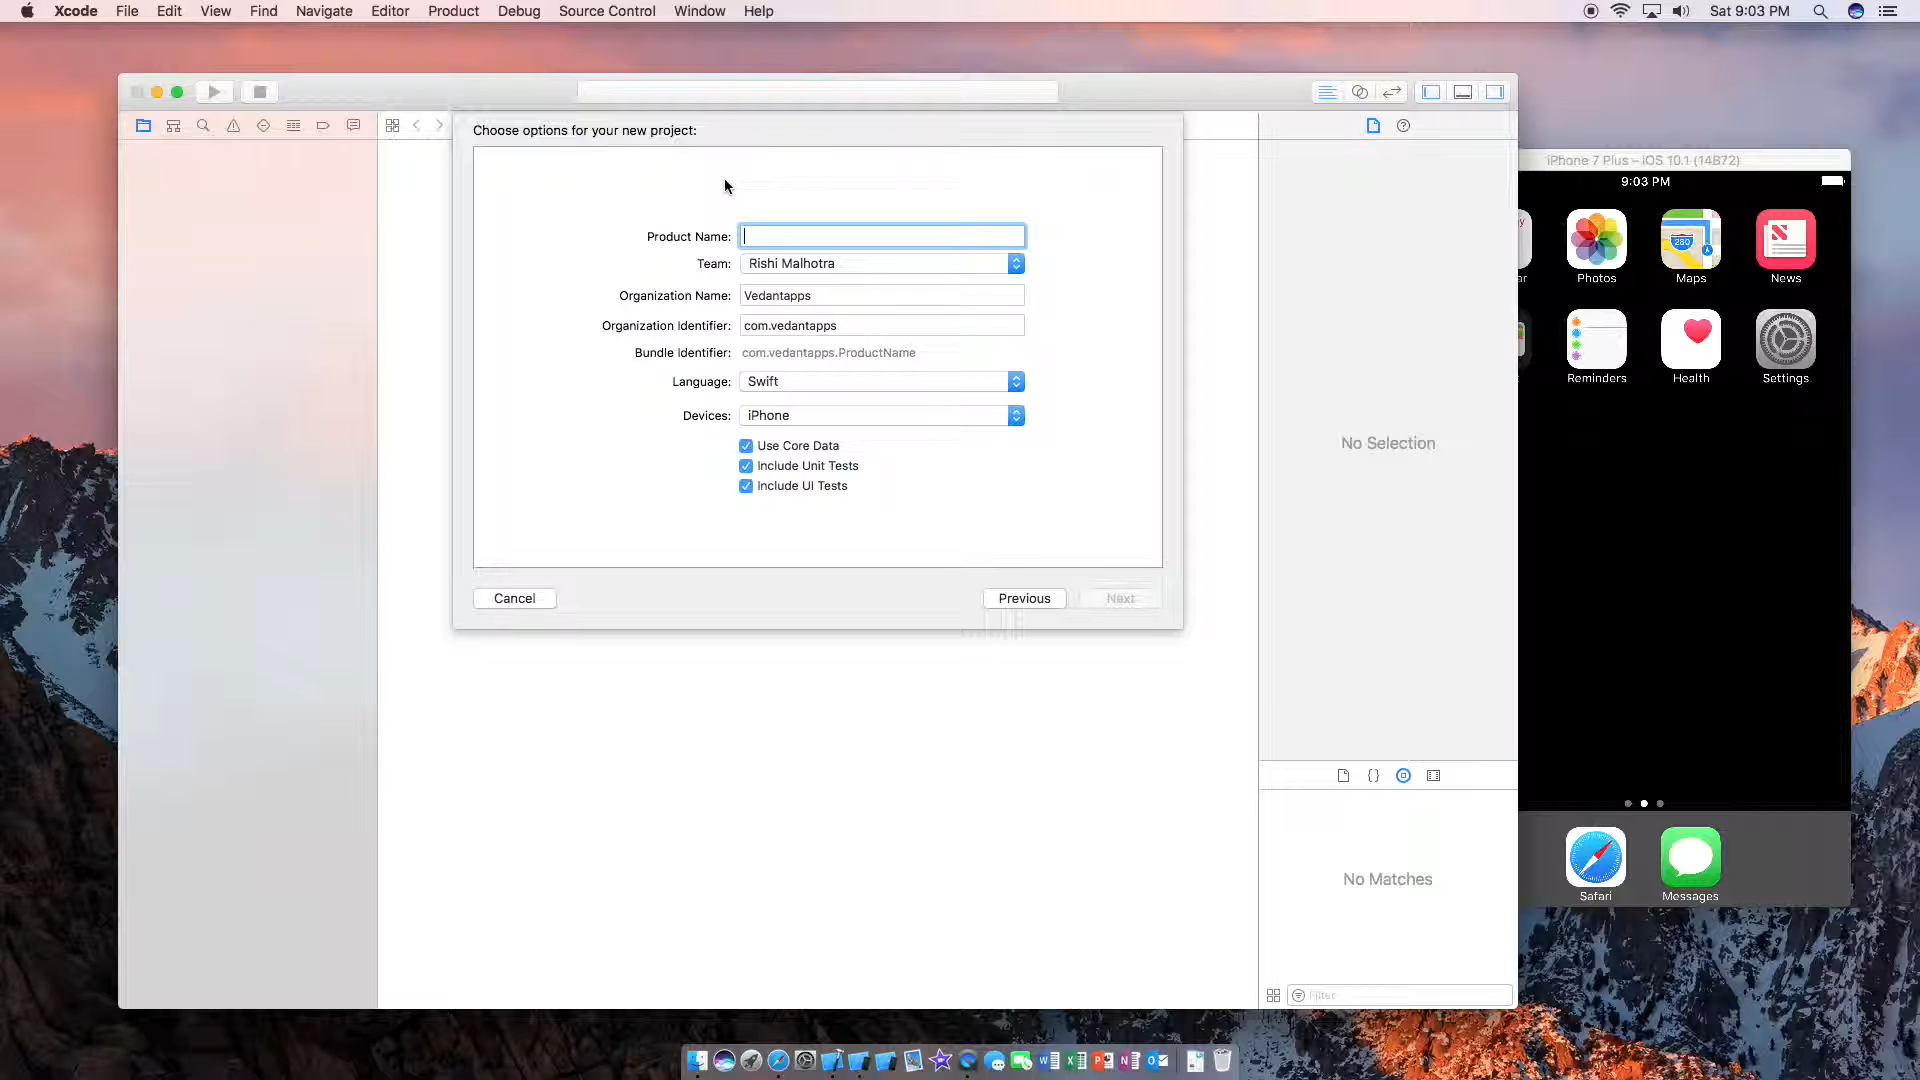 Xcode File Edit View Find Navigate Editor Product Debug Source Control Window Help
Sat 9:03 PM
Choose options for your new project:
Product Name:
Team: Rishi Malhotra
Organization Name: Vedantapps
Organization Identifier: com.vedantapps
Bundle Identifier: com.vedantapps.ProductName
Language: Swift
Devices: iPhone
Use Core Data
Include Unit Tests
Include UI Tests
Cancel
Previous
Next
No Selection
No Matches
Filter
iPhone 7 Plus – iOS 10.1 (14B72)
9:03 PM
Photos
Maps
280
News
Reminders
Health
Settings
Safari
Messages